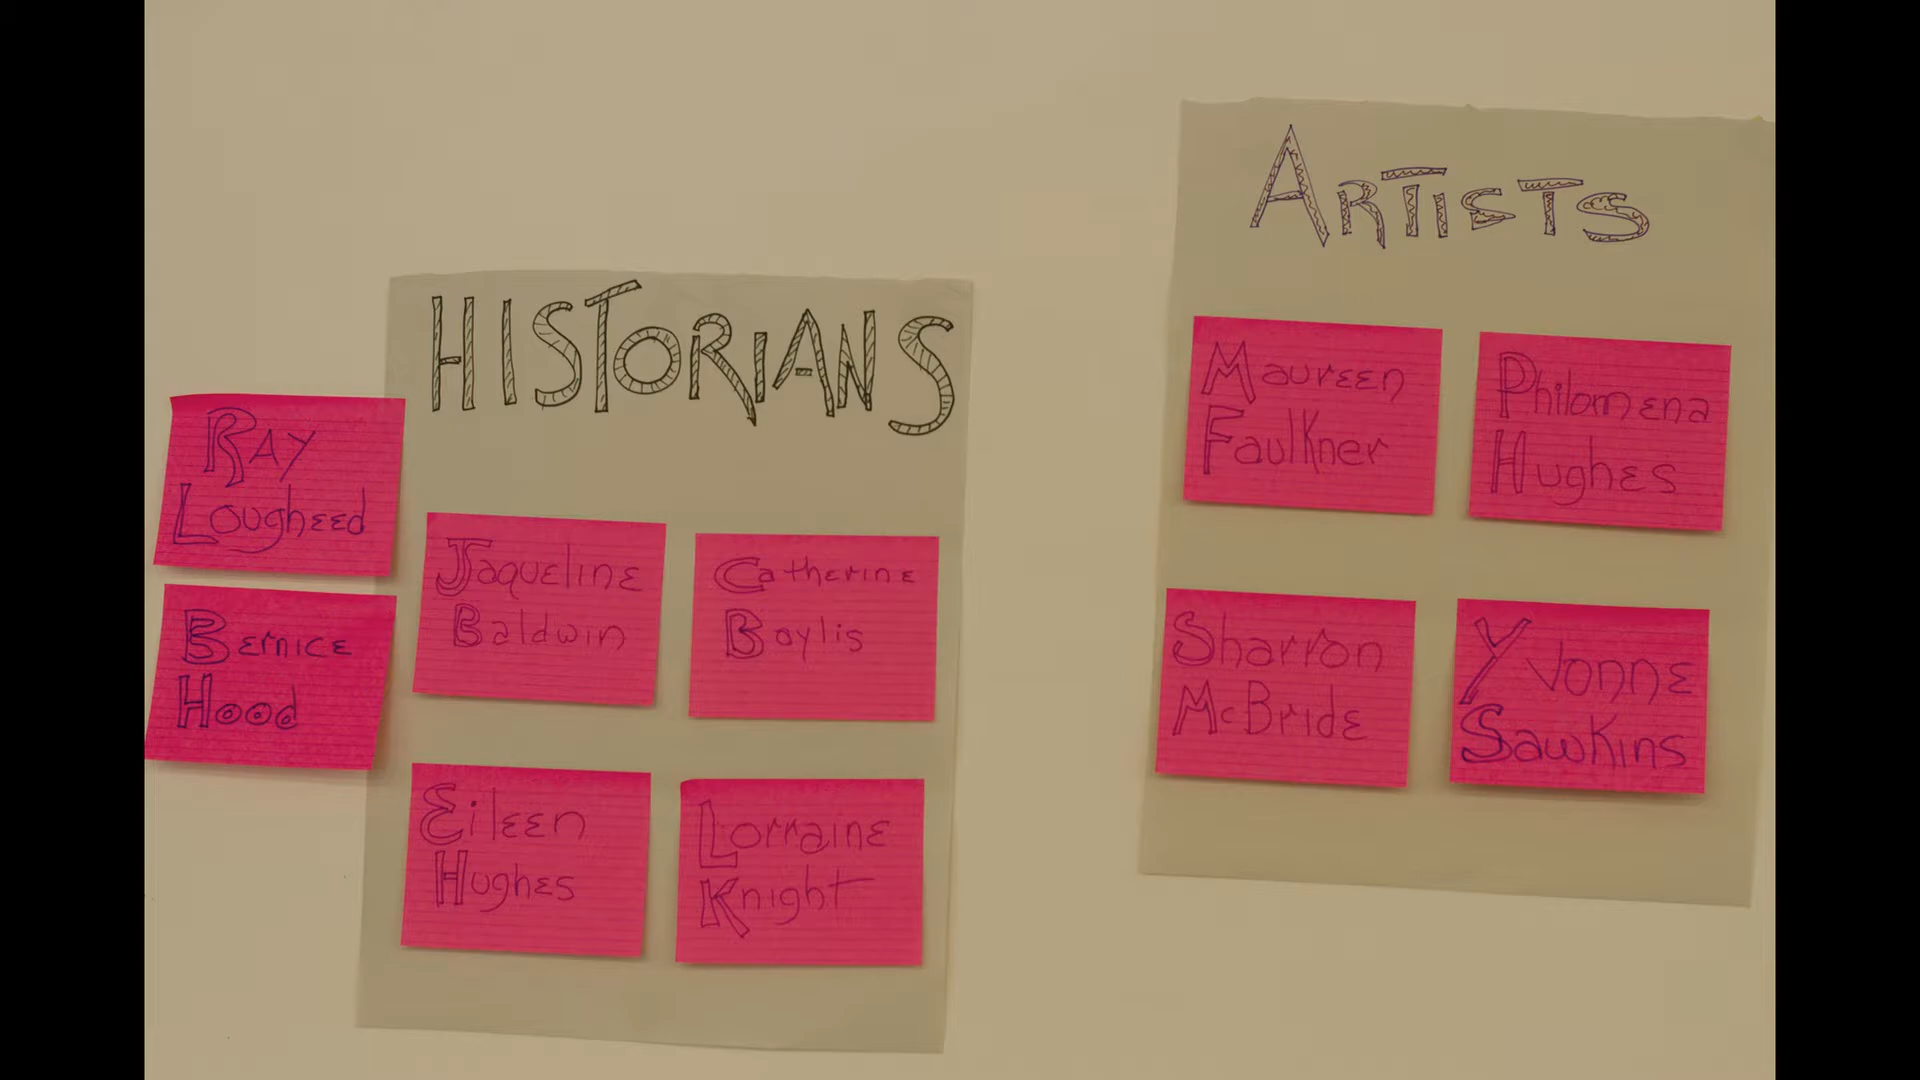 HISTORIANS
Ray
Lougheed
Bernice
Hood
Jaqueline
Baldwin
Catherine
Baylis
Eileen
Hughes
Lorraine
Knight
ARTISTS
Maureen
Faulkner
Philomena
Hughes
Sharron
McBride
Yvonne
Sawkins